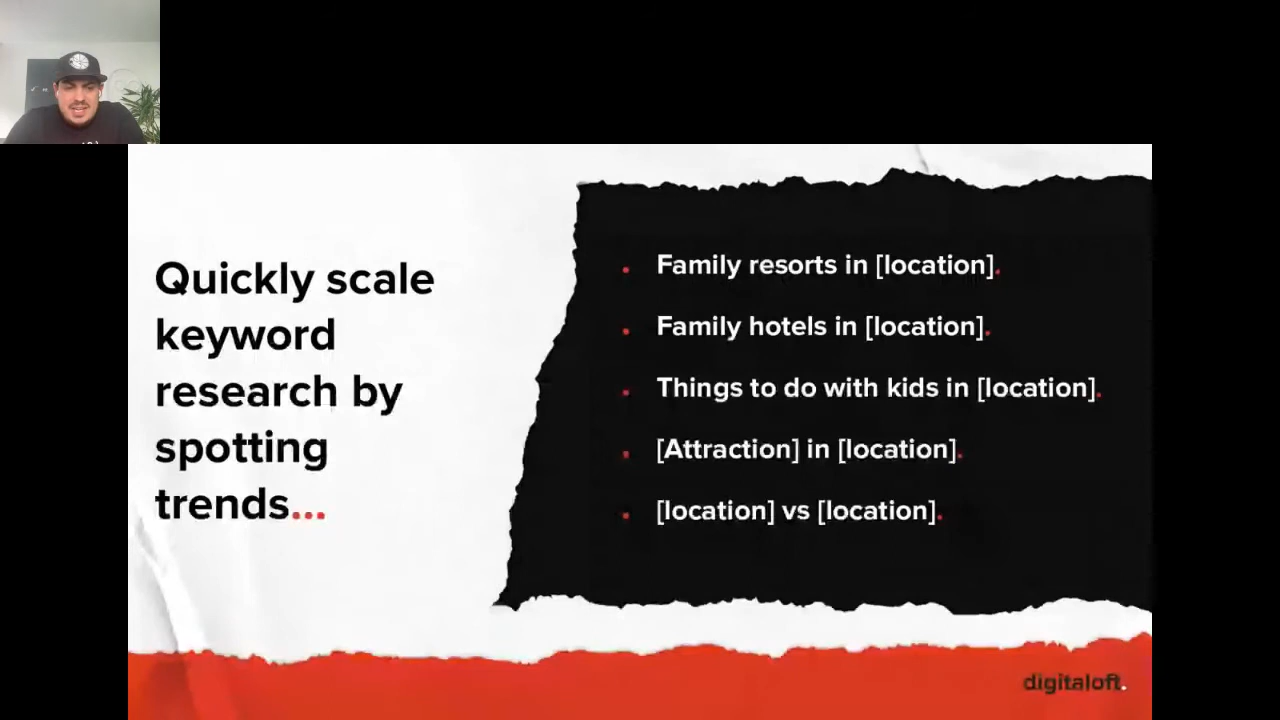 Quickly scale
keyword
research by
spotting
trends...
Family resorts in [location].
Family hotels in [location].
Things to do with kids in [location].
[Attraction] in [location].
[location] vs [location].
digitaloft.